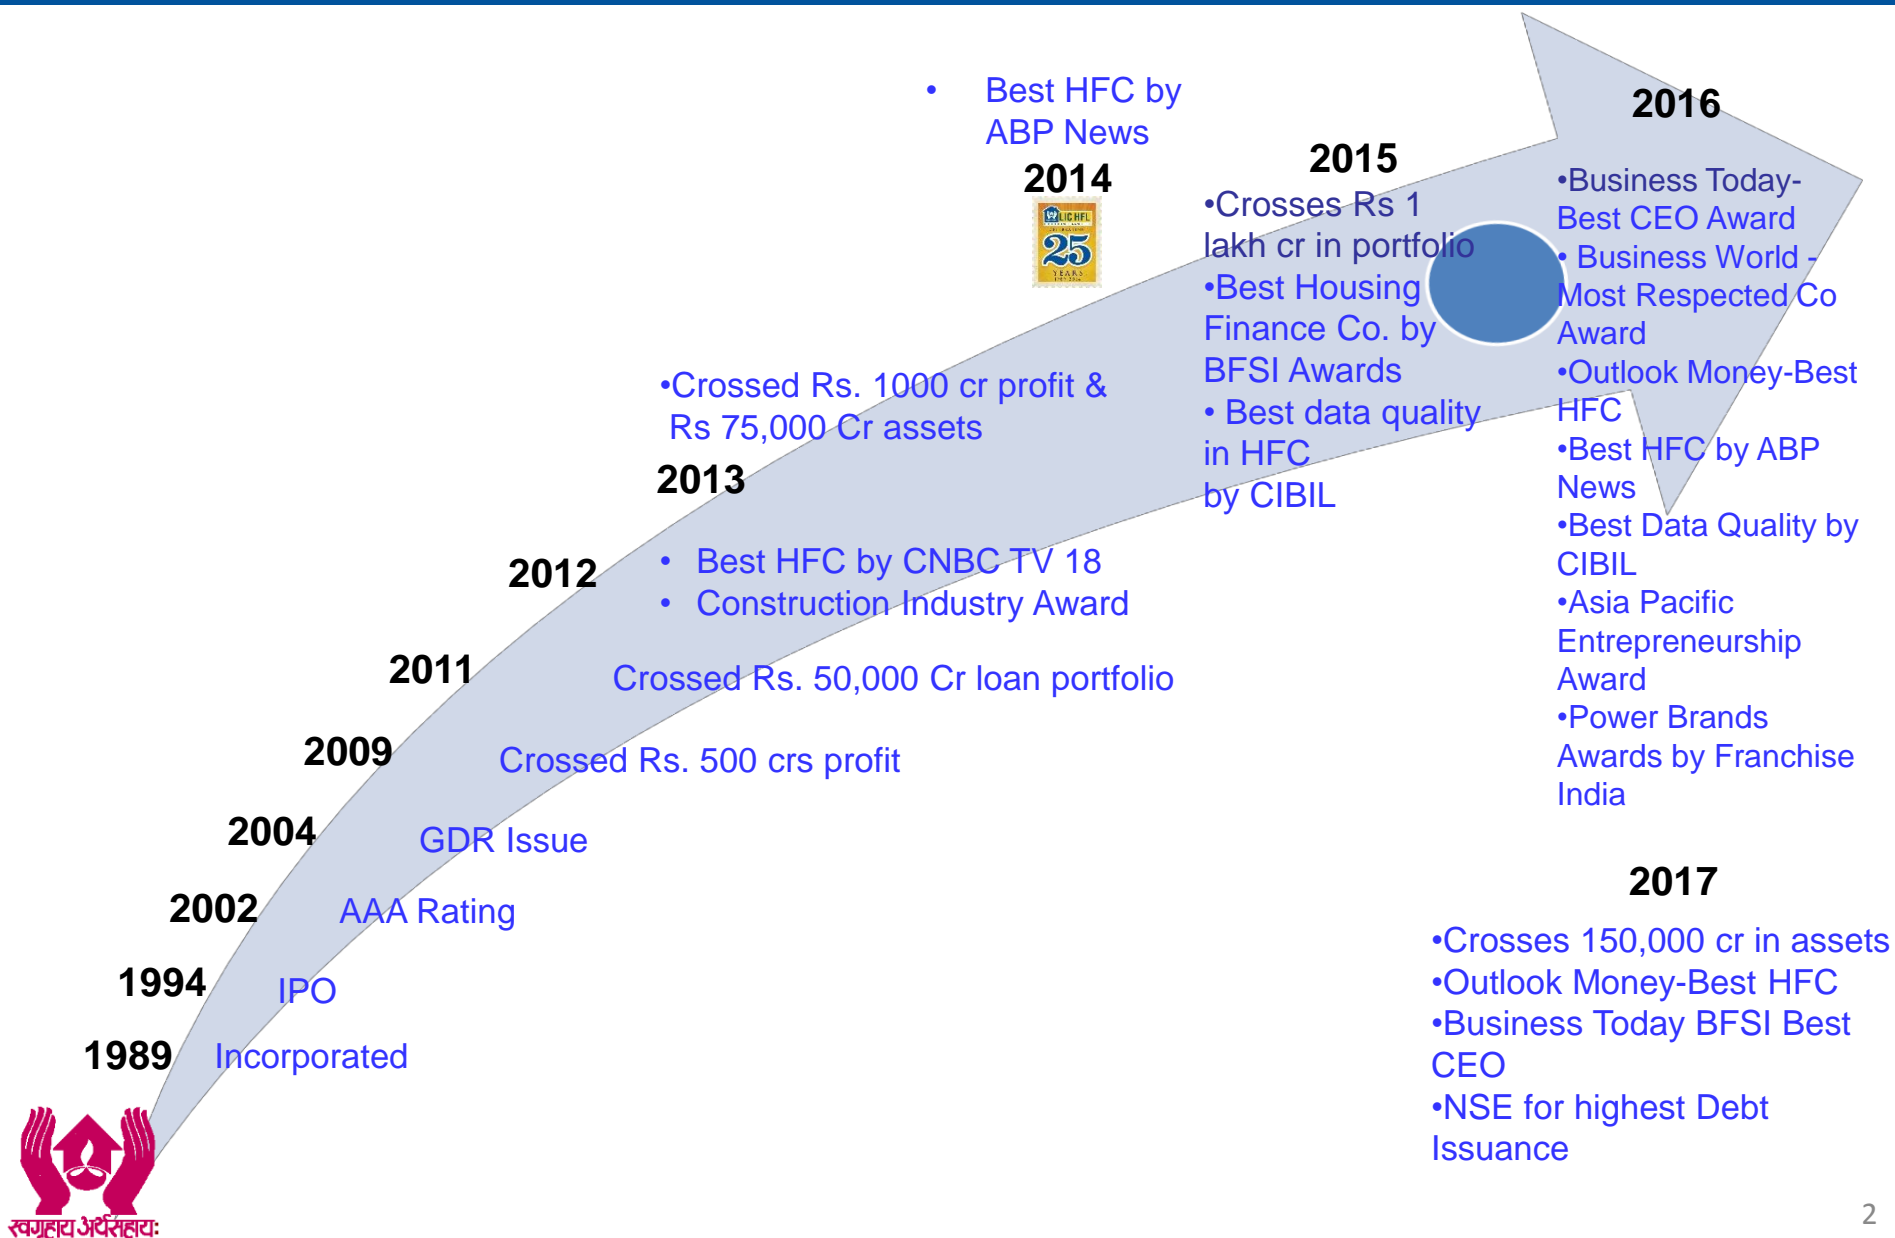 • Best HFC by
ABP News
2014
LIC HFL
25
YEARS
2015
•Crosses Rs 1
lakh cr in portfolio
•Best Housing
Finance Co. by
BFSI Awards
• Best data quality
in HFC
by CIBIL
2016
•Business Today-
Best CEO Award
• Business World -
Most Respected Co
Award
•Outlook Money-Best
HFC
•Best HFC by ABP
News
•Best Data Quality by
CIBIL
•Asia Pacific
Entrepreneurship
Award
•Power Brands
Awards by Franchise
India
•Crossed Rs. 1000 cr profit &
Rs 75,000 Cr assets
2013
2012
• Best HFC by CNBC TV 18
• Construction Industry Award
2011
Crossed Rs. 50,000 Cr loan portfolio
2009
Crossed Rs. 500 crs profit
2004
GDR Issue
2002
AAA Rating
1994
IPO
1989
Incorporated
2017
•Crosses 150,000 cr in assets
•Outlook Money-Best HFC
•Business Today BFSI Best
CEO
•NSE for highest Debt
Issuance
स्वगृहाय अर्थसहायः
2